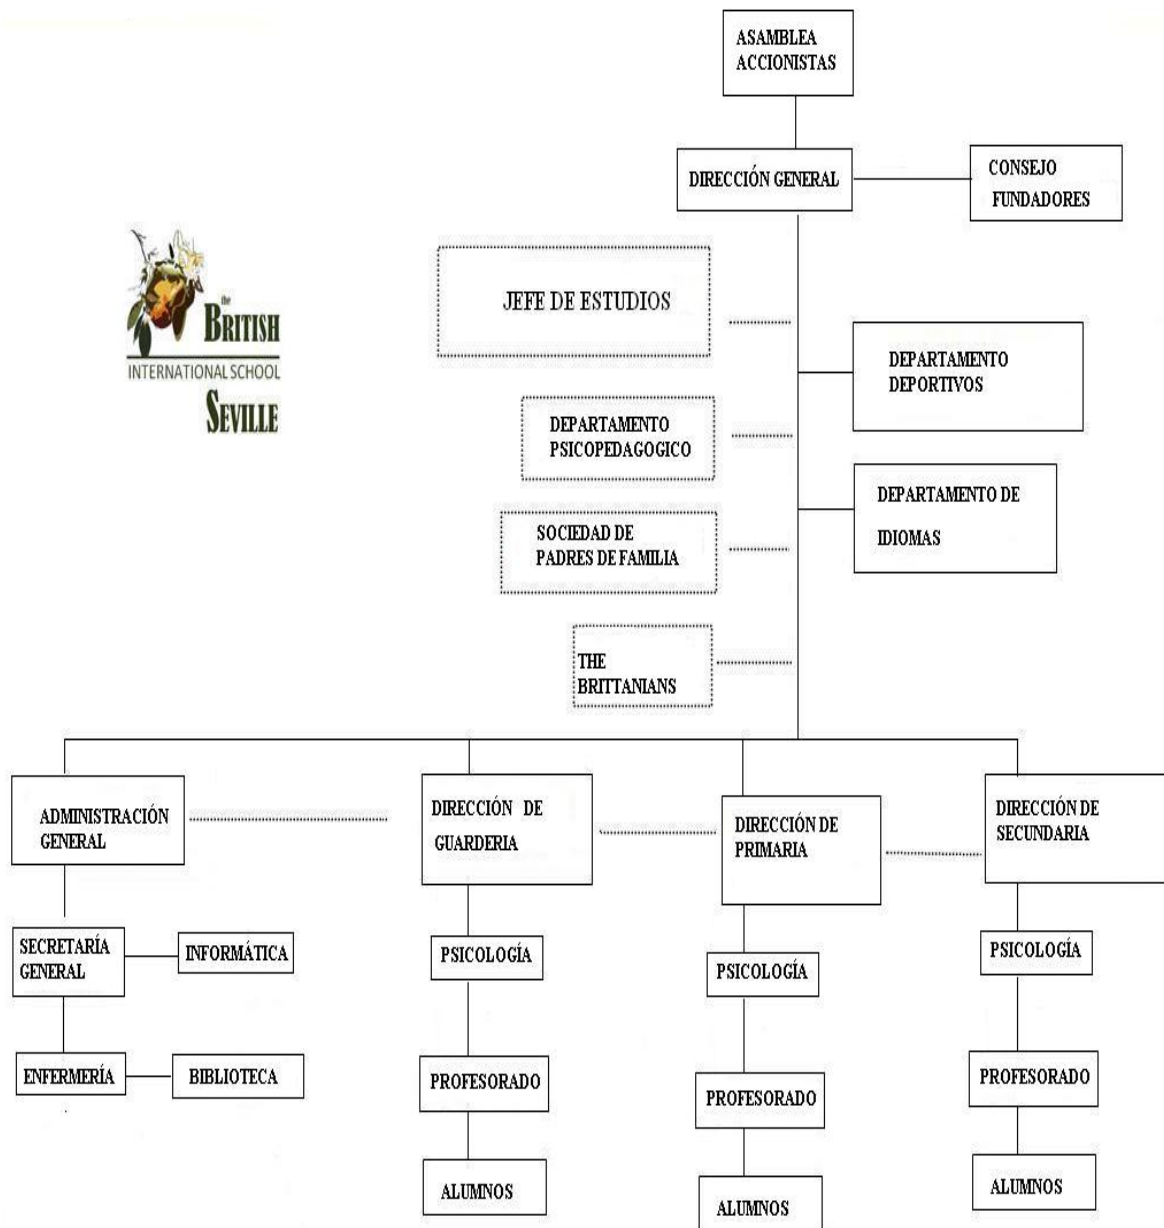 ASAMBLEA
ACCIONISTAS
DIRECCIÓN GENERAL
CONSEJO
FUNDADORES
the
BRITISH
INTERNATIONAL SCHOOL
SEVILLE
JEFE DE ESTUDIOS
DEPARTAMENTO
DEPORTIVOS
DEPARTAMENTO
PSICOPEDAGOGICO
DEPARTAMENTO DE
IDIOMAS
SOCIEDAD DE
PADRES DE FAMILIA
THE
BRITTANIANS
ADMINISTRACIÓN
GENERAL
DIRECCIÓN DE
GUARDERIA
DIRECCIÓN DE
PRIMARIA
DIRECCIÓN DE
SECUNDARIA
SECRETARÍA
GENERAL
INFORMÁTICA
PSICOLOGÍA
PSICOLOGÍA
PSICOLOGÍA
ENFERMERÍA
BIBLIOTECA
PROFESORADO
PROFESORADO
PROFESORADO
ALUMNOS
ALUMNOS
ALUMNOS